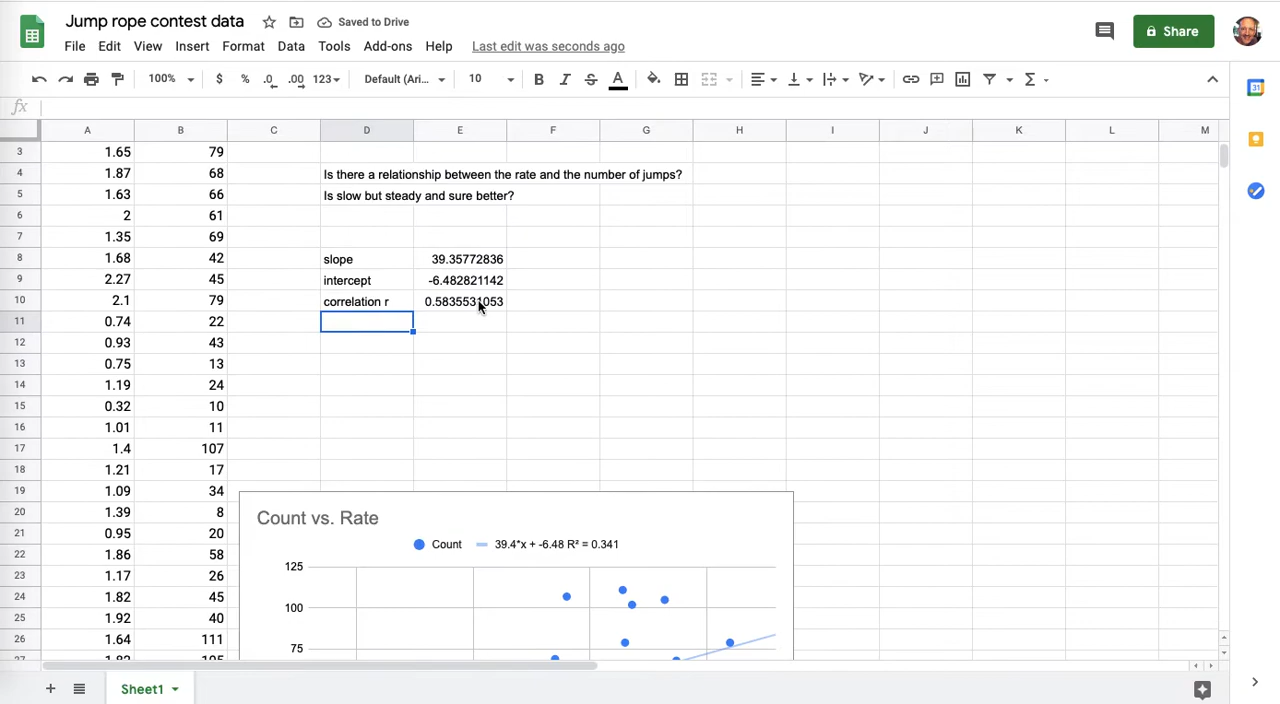 Jump rope contest data
Saved to Drive
File Edit View Insert Format Data Tools Add-ons Help Last edit was seconds ago
Share
100% $ % .0 .00 123 Default (Ari... 10 B I S A Σ
31
fx
A B C D E F G H I J K L M
3 1.65 79
4 1.87 68 Is there a relationship between the rate and the number of jumps?
5 1.63 66 Is slow but steady and sure better?
6 2 61
7 1.35 69
8 1.68 42 slope 39.35772836
9 2.27 45 intercept -6.482821142
10 2.1 79 correlation r 0.5835531053
11 0.74 22
12 0.93 43
13 0.75 13
14 1.19 24
15 0.32 10
16 1.01 11
17 1.4 107
18 1.21 17
19 1.09 34
20 1.39 8
21 0.95 20
22 1.86 58
23 1.17 26
24 1.82 45
25 1.92 40
26 1.64 111
27 1.82 105
Count vs. Rate
Count 39.4*x + -6.48 R² = 0.341
125
100
75
Sheet1